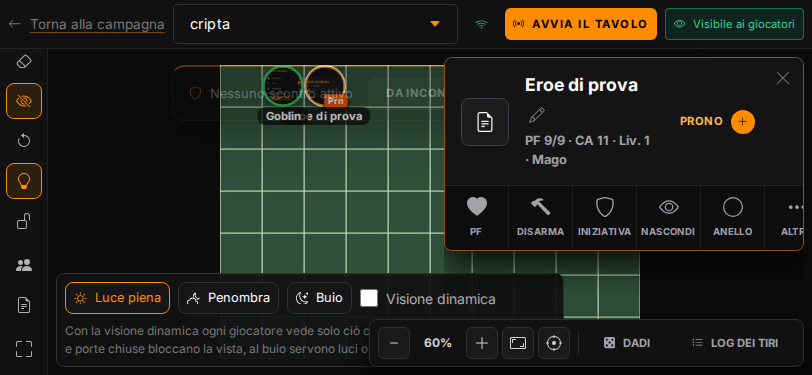 Torna alla campagna
cripta
AVVIA IL TAVOLO
Visibile ai giocatori
Nessuno scontro attivo
DA INCON
Prn
Goblin e di prova
Eroe di prova
PF 9/9 · CA 11 · Liv. 1
· Mago
PRONO
PF
DISARMA
INIZIATIVA
NASCONDI
ANELLO
ALTR
Luce piena
Penombra
Buio
Visione dinamica
Con la visione dinamica ogni giocatore vede solo ciò c
e porte chiuse bloccano la vista, al buio servono luci o
60%
DADI
LOG DEI TIRI